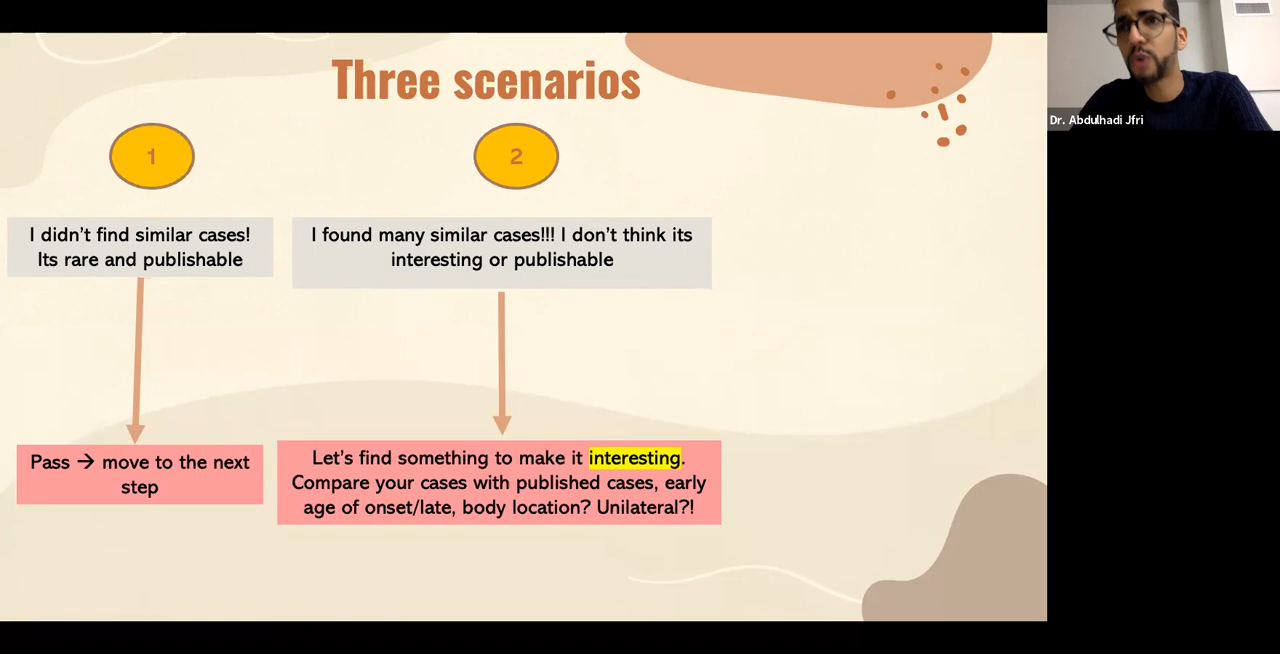 Three scenarios
1
2
I didn't find similar cases!
Its rare and publishable
I found many similar cases!!! I don't think its
interesting or publishable
Pass → move to the next
step
Let's find something to make it interesting.
Compare your cases with published cases, early
age of onset/late, body location? Unilateral?!
Dr. Abdulhadi Jfri